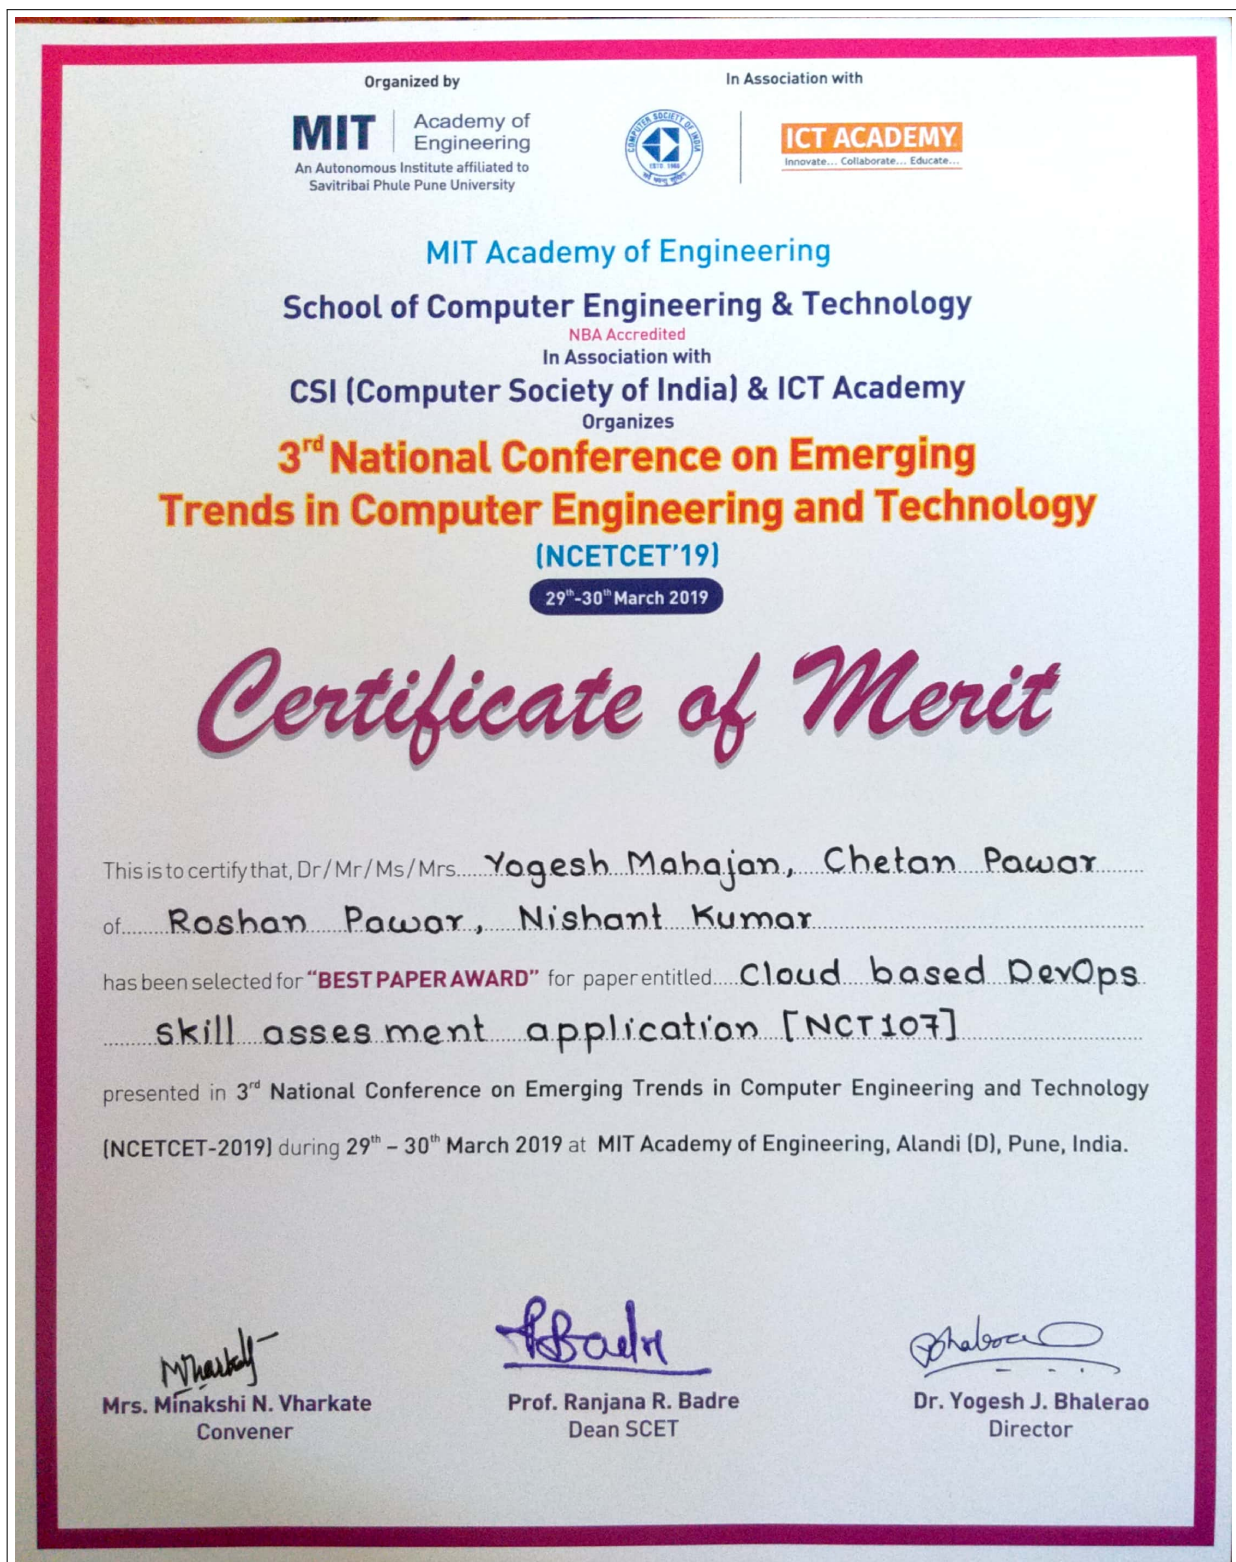 Organized by
In Association with
MIT Academy of Engineering
An Autonomous Institute affiliated to
Savitribai Phule Pune University
COMPUTER SOCIETY OF INDIA
ICT ACADEMY
Innovate... Collaborate... Educate...
MIT Academy of Engineering
School of Computer Engineering & Technology
NBA Accredited
In Association with
CSI (Computer Society of India) & ICT Academy
Organizes
3rd National Conference on Emerging
Trends in Computer Engineering and Technology
(NCETCET'19)
29th-30th March 2019
Certificate of Merit
This is to certify that, Dr/Mr/Ms/Mrs. Yogesh Mahajan, Chetan Pawar
of Roshan Pawar, Nishant Kumar
has been selected for “BEST PAPER AWARD” for paper entitled Cloud based DevOps
skill assesment application [NCT107]
presented in 3rd National Conference on Emerging Trends in Computer Engineering and Technology
(NCETCET-2019) during 29th – 30th March 2019 at MIT Academy of Engineering, Alandi (D), Pune, India.
Mrs. Minakshi N. Vharkate
Convener
Prof. Ranjana R. Badre
Dean SCET
Dr. Yogesh J. Bhalerao
Director